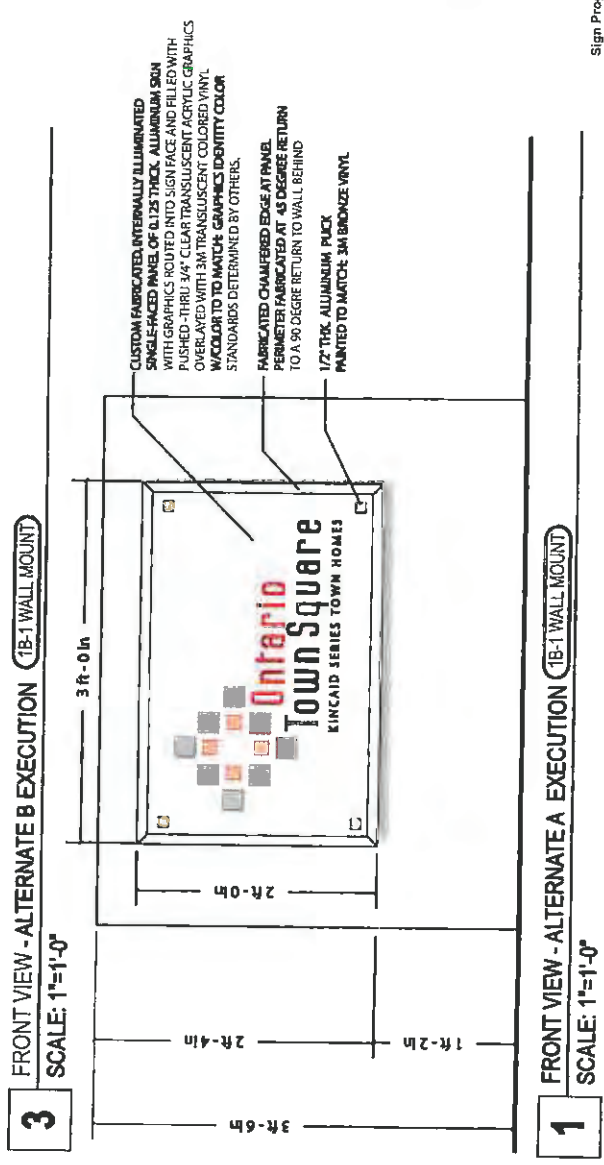 3
FRONT VIEW - ALTERNATE B EXECUTION 1B-1 WALL MOUNT
SCALE: 1"=1'-0"
3 ft-0 in
2 ft-0 in
3 ft-6 in
2 ft-4 in
1 ft-2 in
Ontario
Town Square
ONTARIO
KINCAID SERIES TOWN HOMES
CUSTOM FABRICATED, INTERNALLY ILLUMINATED
SINGLE-FACED PANEL OF 0.125 THICK. ALUMINUM SKIN
WITH GRAPHICS ROUTED INTO SIGN FACE AND FILLED WITH
PUSHED -THRU 3/4" CLEAR TRANSLUSCENT ACRYLIC GRAPHICS
OVERLAYED WITH 3M TRANSLUSCENT COLORED VINYL
W/COLOR TO TO MATCH: GRAPHICS IDENTITY COLOR
STANDARDS DETERMINED BY OTHERS.
FABRICATED CHAMFERED EDGE AT PANEL
PERIMETER FABRICATED AT 45 DEGREE RETURN
TO A 90 DEGRE RETURN TO WALL BEHIND
1/2" THK. ALUMINUM PUCK
PAINTED TO MATCH: 3M BRONZE VINYL
1
FRONT VIEW - ALTERNATE A EXECUTION 1B-1 WALL MOUNT
SCALE: 1"=1'-0"
Sign Prog